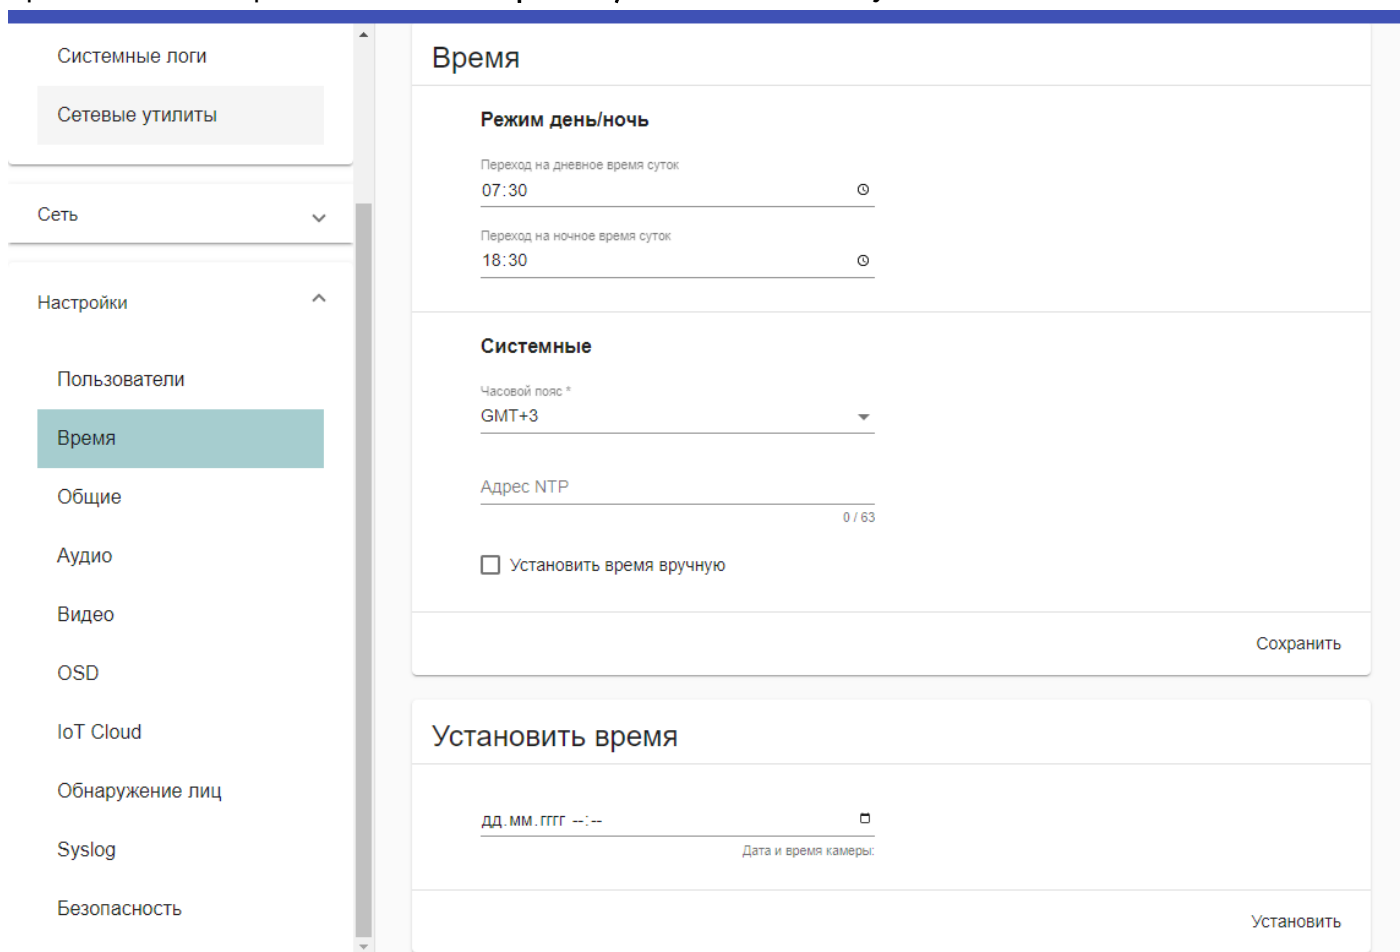 Системные логи
Сетевые утилиты
Сеть
Настройки
Пользователи
Время
Общие
Аудио
Видео
OSD
IoT Cloud
Обнаружение лиц
Syslog
Безопасность
Время
Режим день/ночь
Переход на дневное время суток
07:30
Переход на ночное время суток
18:30
Системные
Часовой пояс *
GMT+3
Адрес NTP
0 / 63
Установить время вручную
Сохранить
Установить время
дд.мм.гггг --:--
Дата и время камеры:
Установить